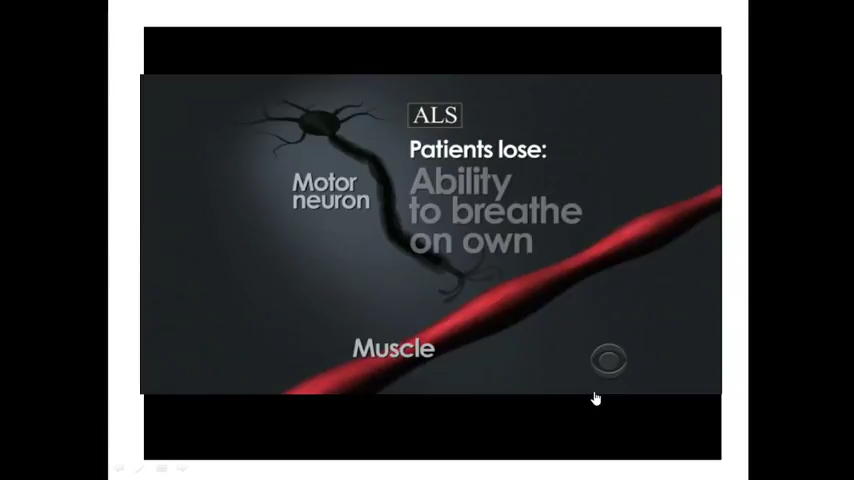 ALS
Patients lose:
Ability
to breathe
on own
Motor
neuron
Muscle